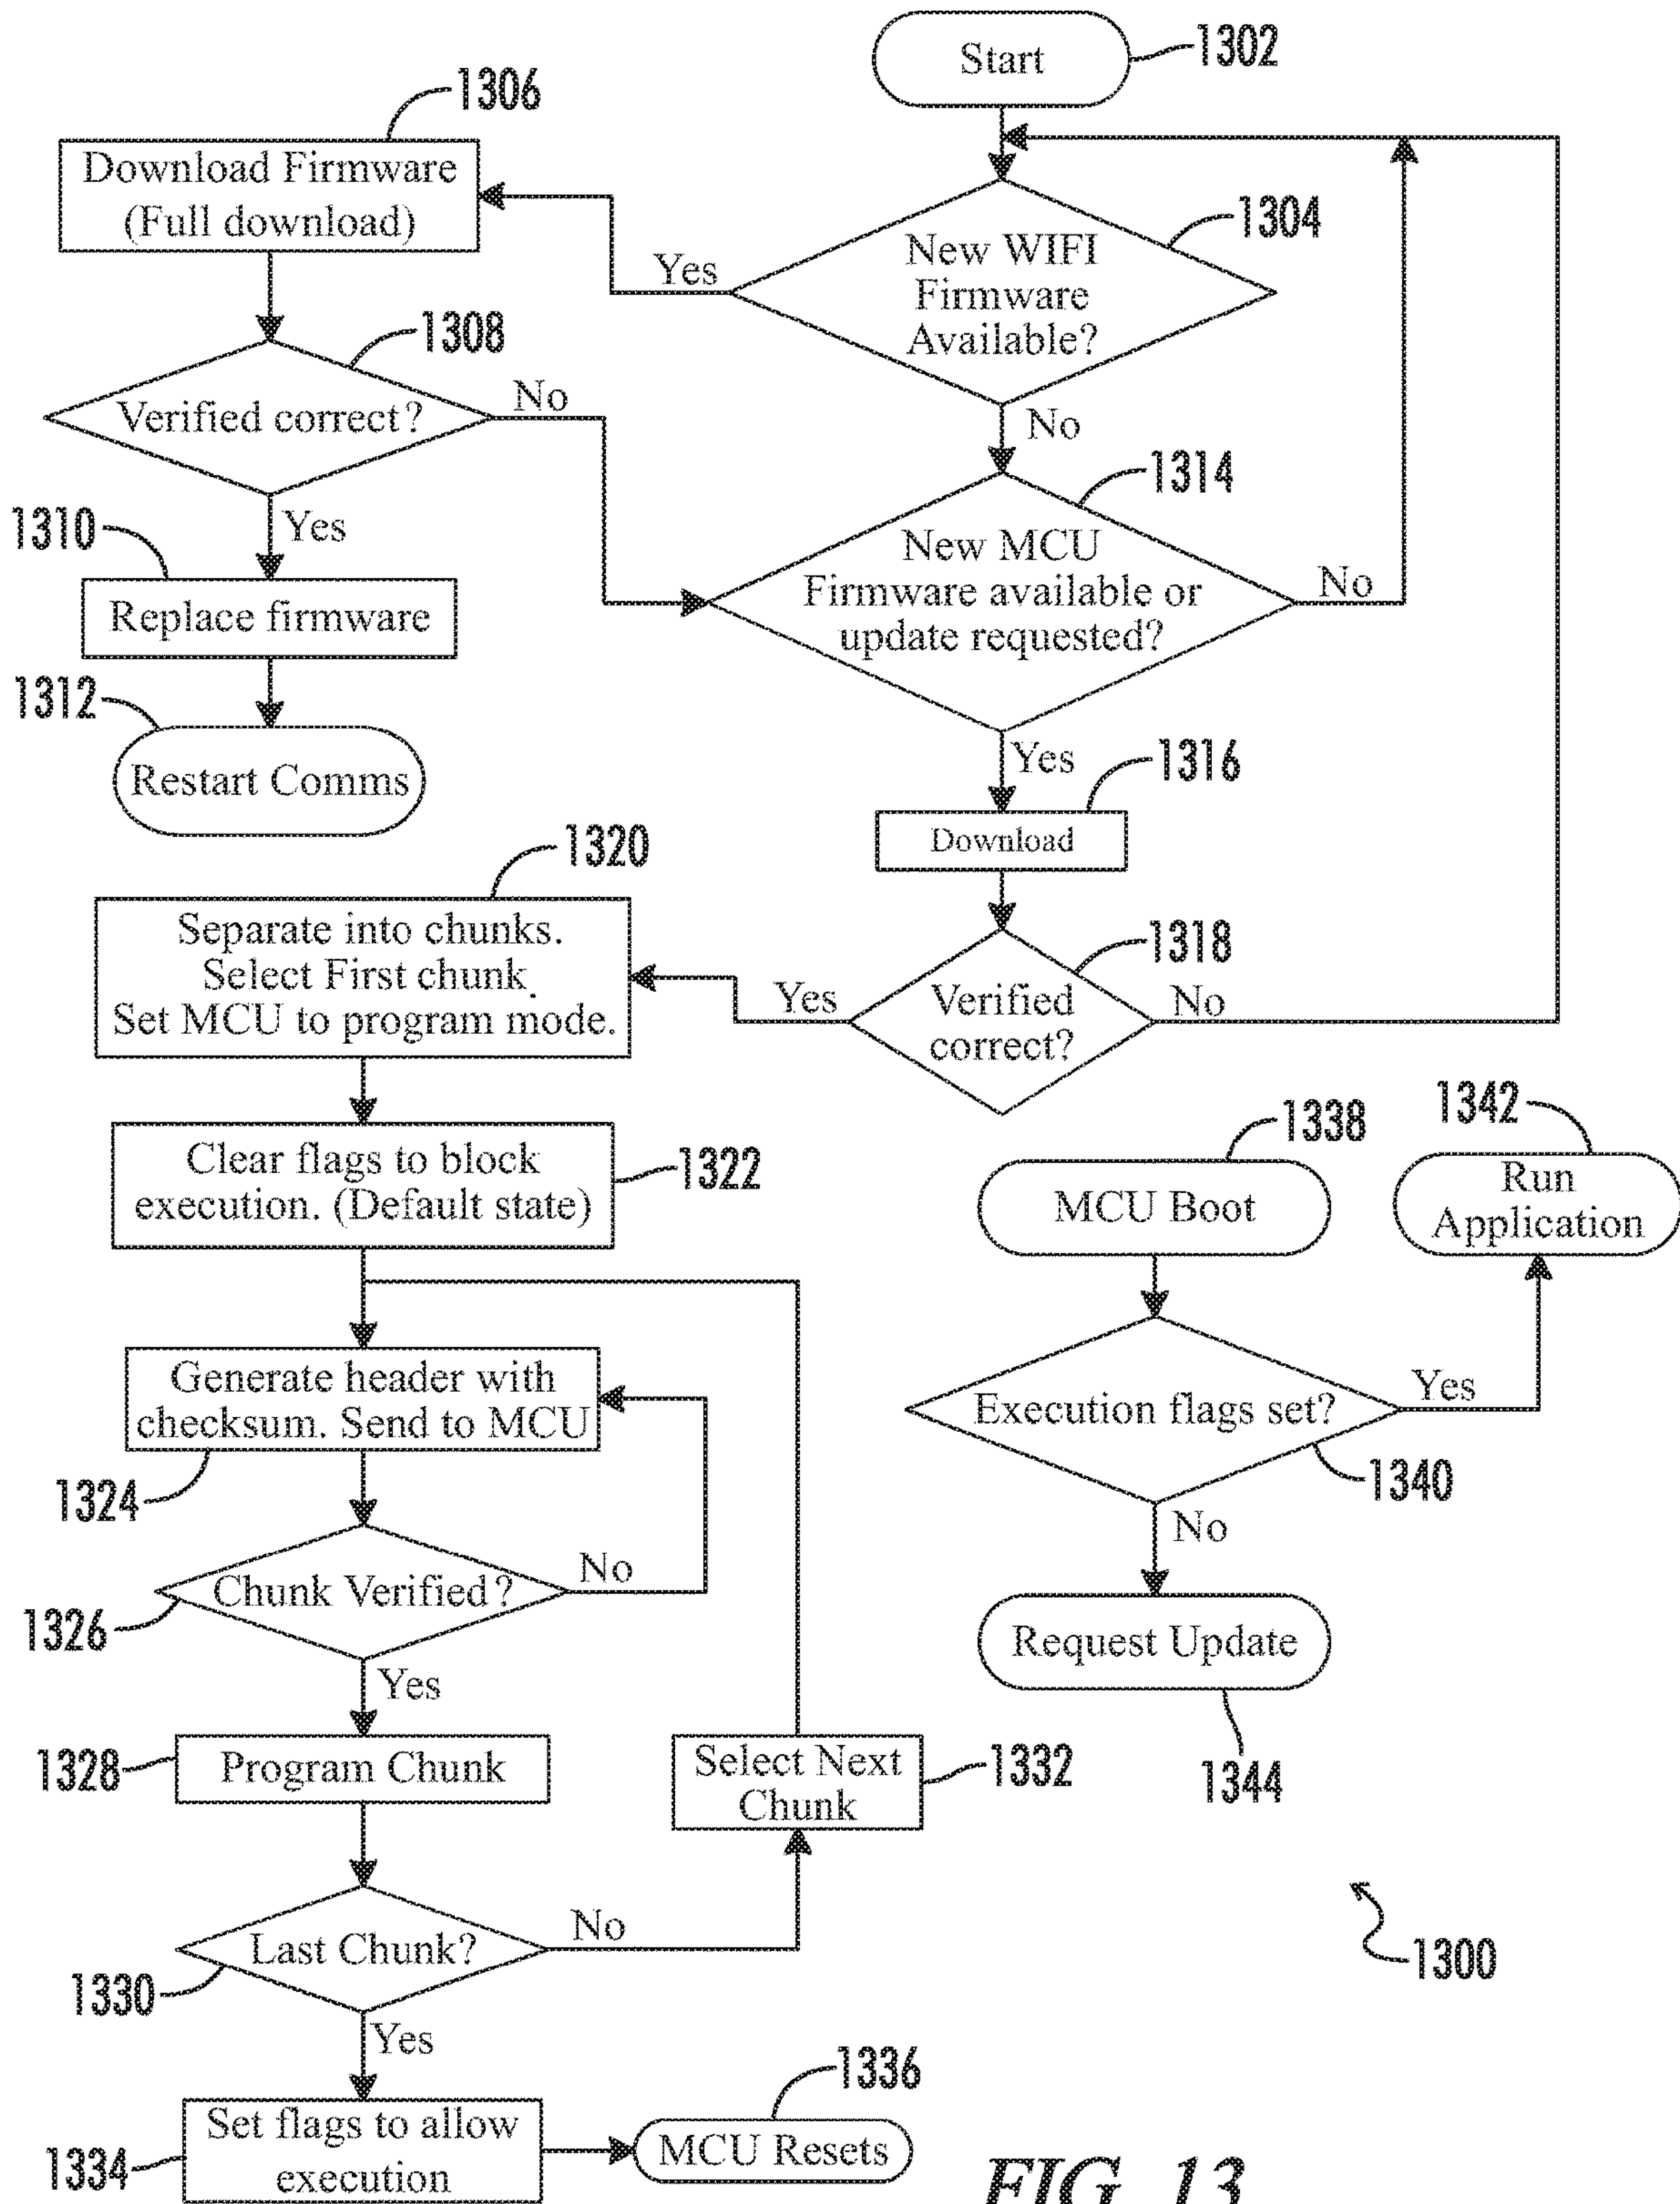 Start
1302
1306
Download Firmware
(Full download)
1304
New WIFI
Firmware
Available?
Yes
No
1308
Verified correct?
No
Yes
1310
Replace firmware
1312
Restart Comms
1314
New MCU
Firmware available or
update requested?
No
Yes
1316
Download
1318
Verified
correct?
Yes
No
1320
Separate into chunks.
Select First chunk.
Set MCU to program mode.
1322
Clear flags to block
execution. (Default state)
Generate header with
checksum. Send to MCU
1324
Chunk Verified?
No
1326
Yes
1328
Program Chunk
Select Next
Chunk
1332
Last Chunk?
No
1330
Yes
1334
Set flags to allow
execution
1336
MCU Resets
1338
MCU Boot
1342
Run
Application
Execution flags set?
Yes
1340
No
Request Update
1344
1300
FIG. 13